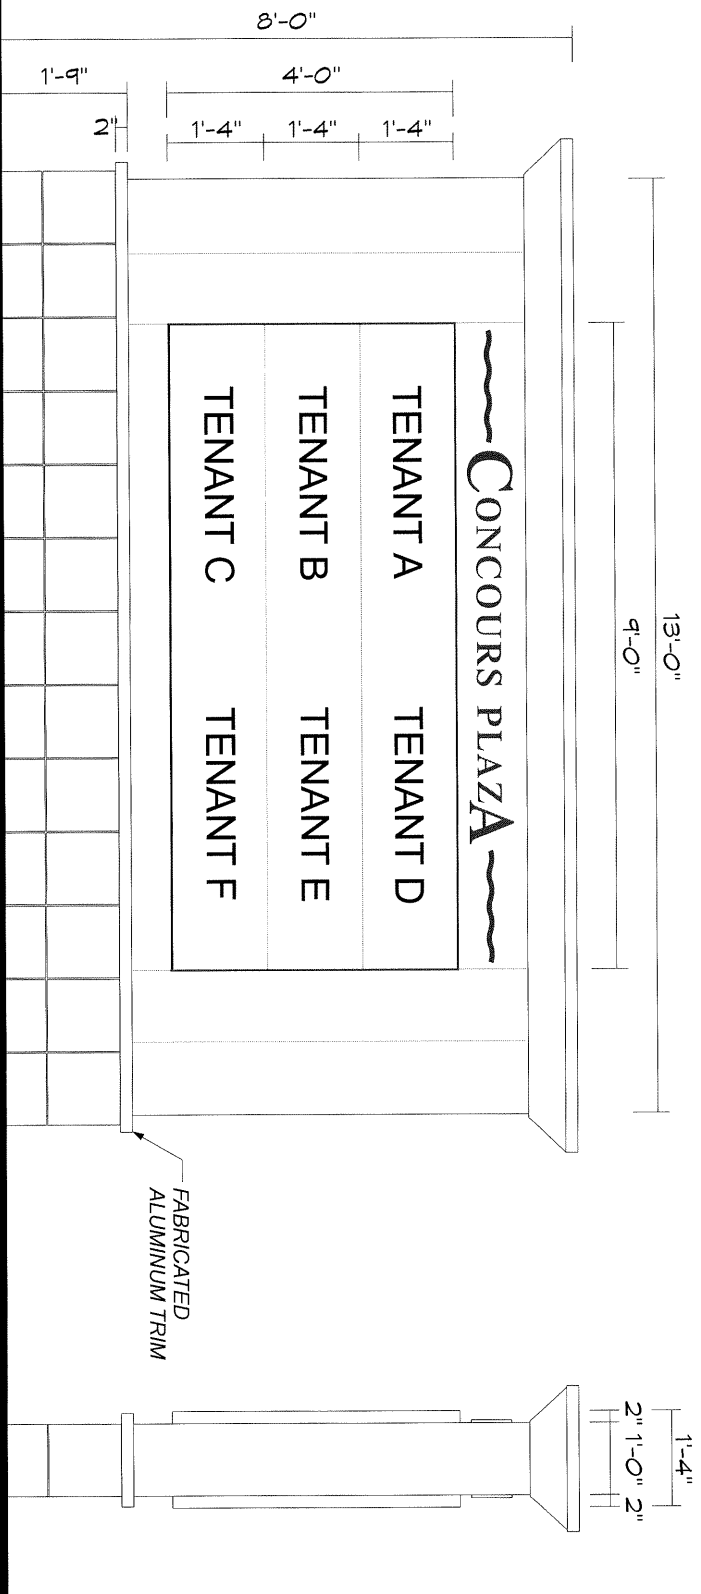 13'-0"
9'-0"
8'-0"
4'-0"
1'-4"
1'-4"
1'-4"
1'-9"
2"
CONCOURS PLAZA
TENANT A TENANT D
TENANT B TENANT E
TENANT C TENANT F
FABRICATED
ALUMINUM TRIM
1'-4"
2" 1'-0" 2"